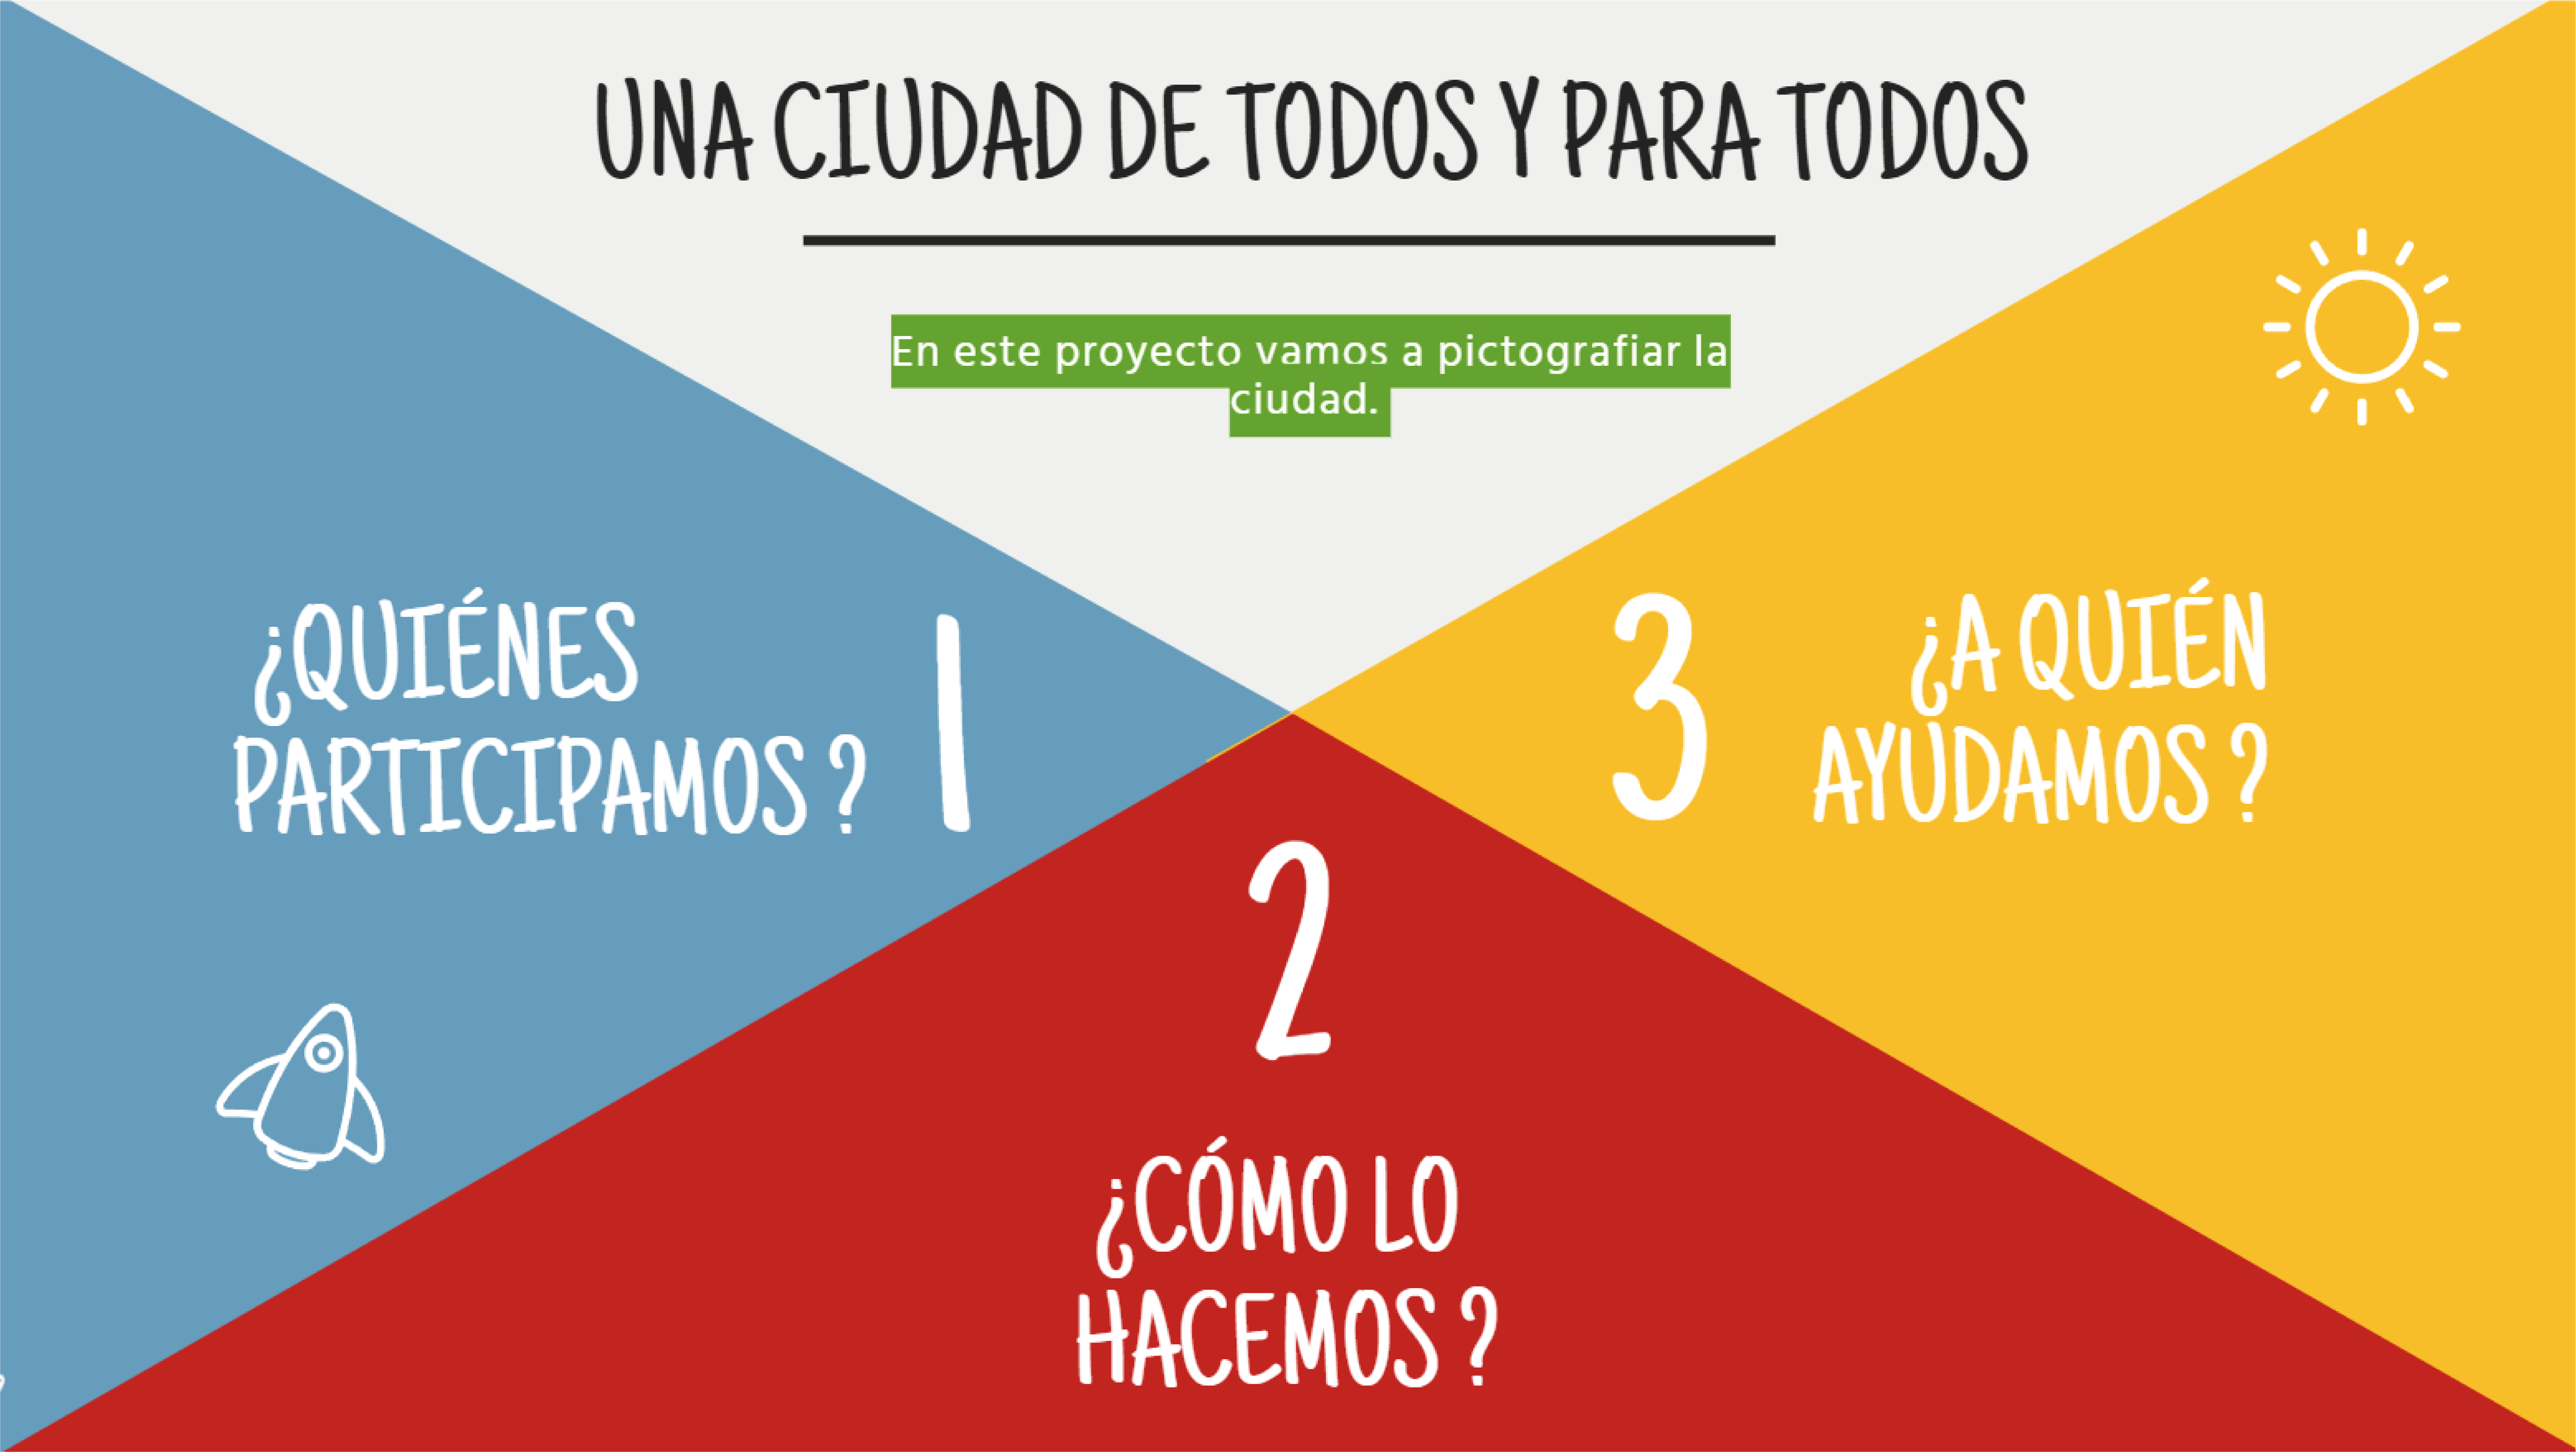 UNA CIUDAD DE TODOS Y PARA TODOS
En este proyecto vamos a pictografiar la
ciudad.
¿QUIÉNES
PARTICIPAMOS ?
1
2
¿CÓMO LO
HACEMOS ?
3
¿A QUIÉN
AYUDAMOS ?